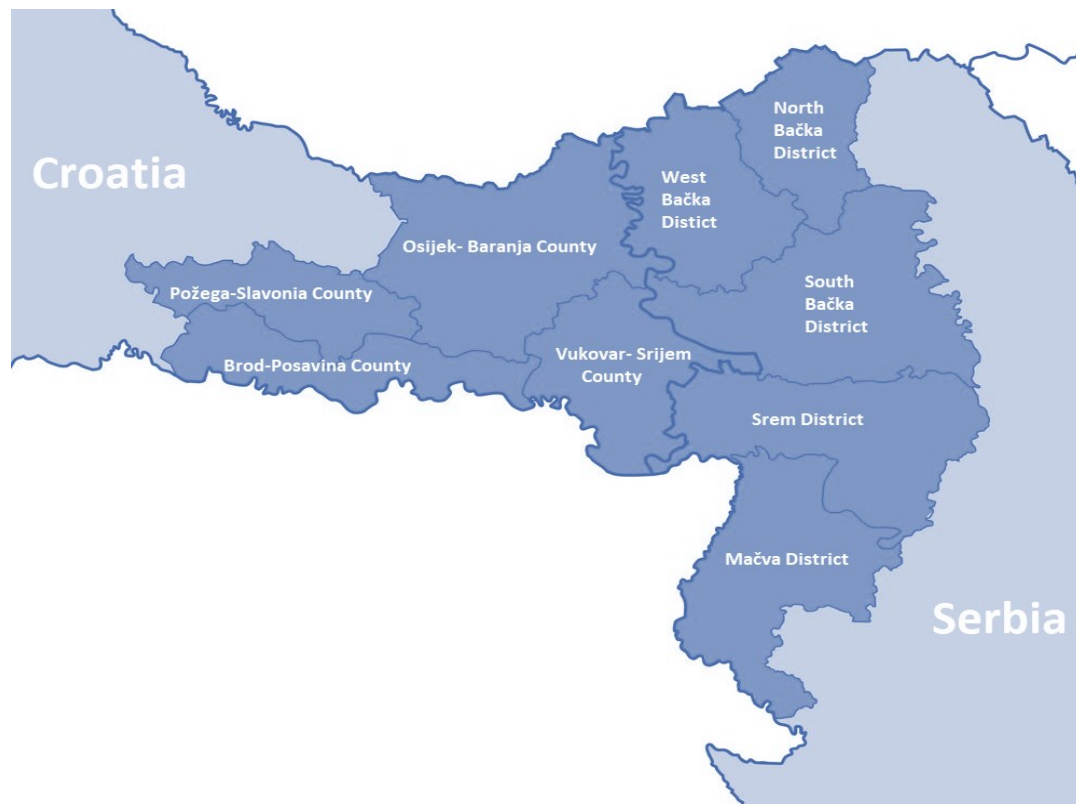 North
Bačka
District
Croatia
West
Bačka
Distict
Osijek- Baranja County
South
Bačka
District
Požega-Slavonia County
Vukovar- Srijem
County
Brod-Posavina County
Srem District
Mačva District
Serbia